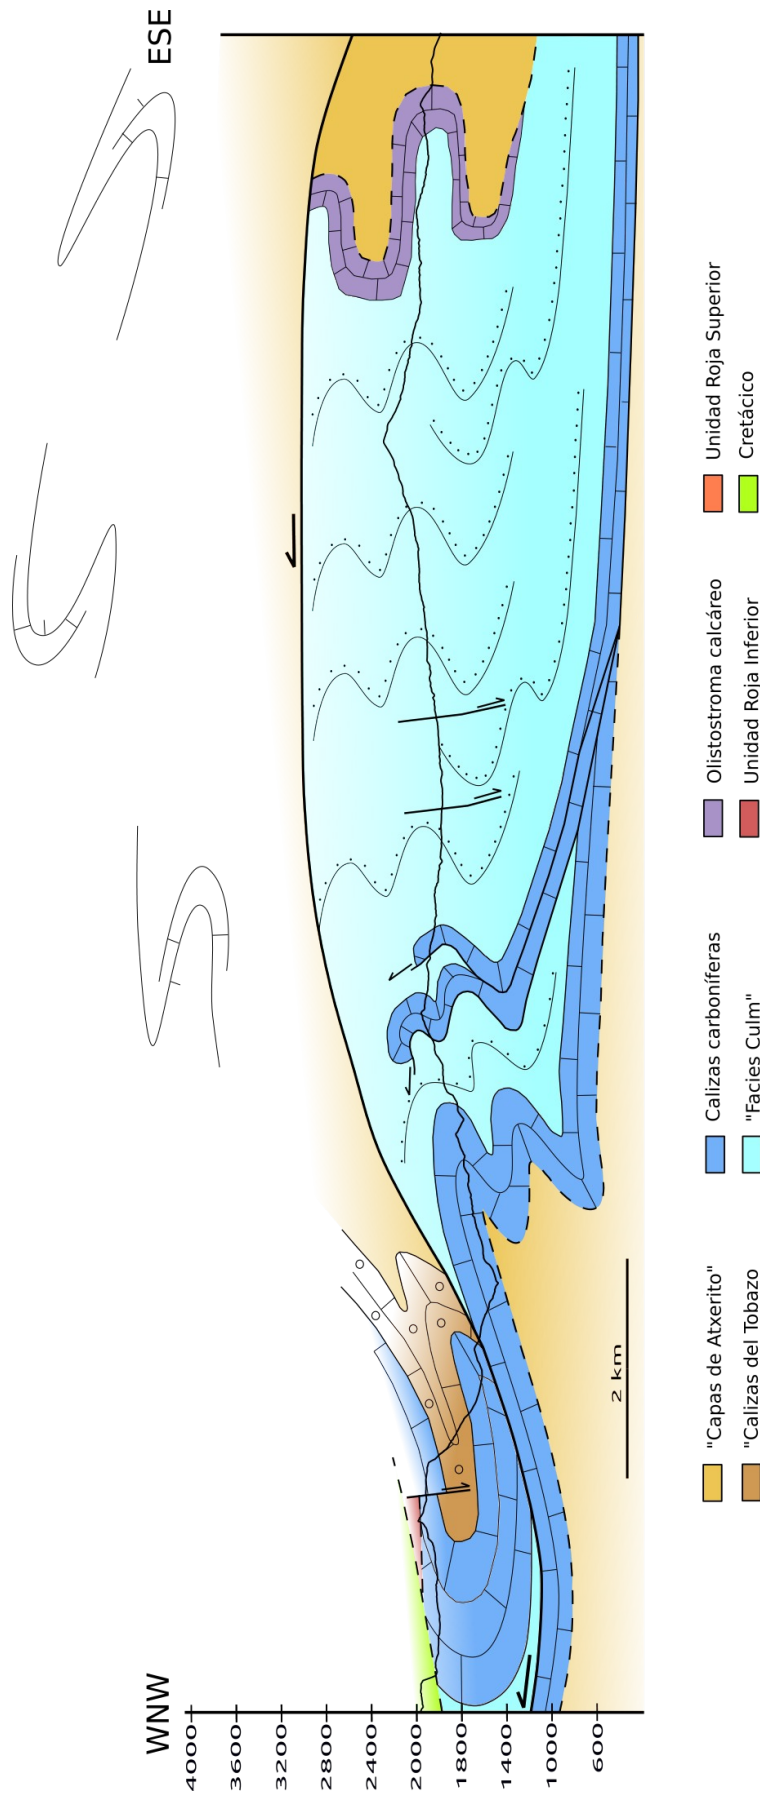 WNW
ESE
4000
3600
3200
2800
2400
2000
1800
1400
1000
600
2 km
"Capas de Atxerito"
Calizas carboníferas
Olistostroma calcáreo
Unidad Roja Superior
"Calizas del Tobazo
"Facies Culm"
Unidad Roja Inferior
Cretácico